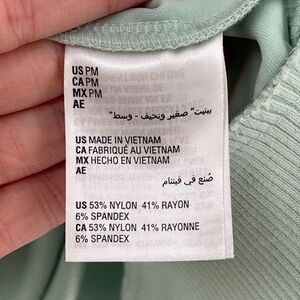 US PM
CA PM
MX PM
AE
بيتيت" صغير ونحيف - وسط"
US MADE IN VIETNAM
CA FABRIQUÉ AU VIETNAM
MX HECHO EN VIETNAM
AE
صُنع في فيتنام
US 53% NYLON 41% RAYON
6% SPANDEX
CA 53% NYLON 41% RAYONNE
6% SPANDEX